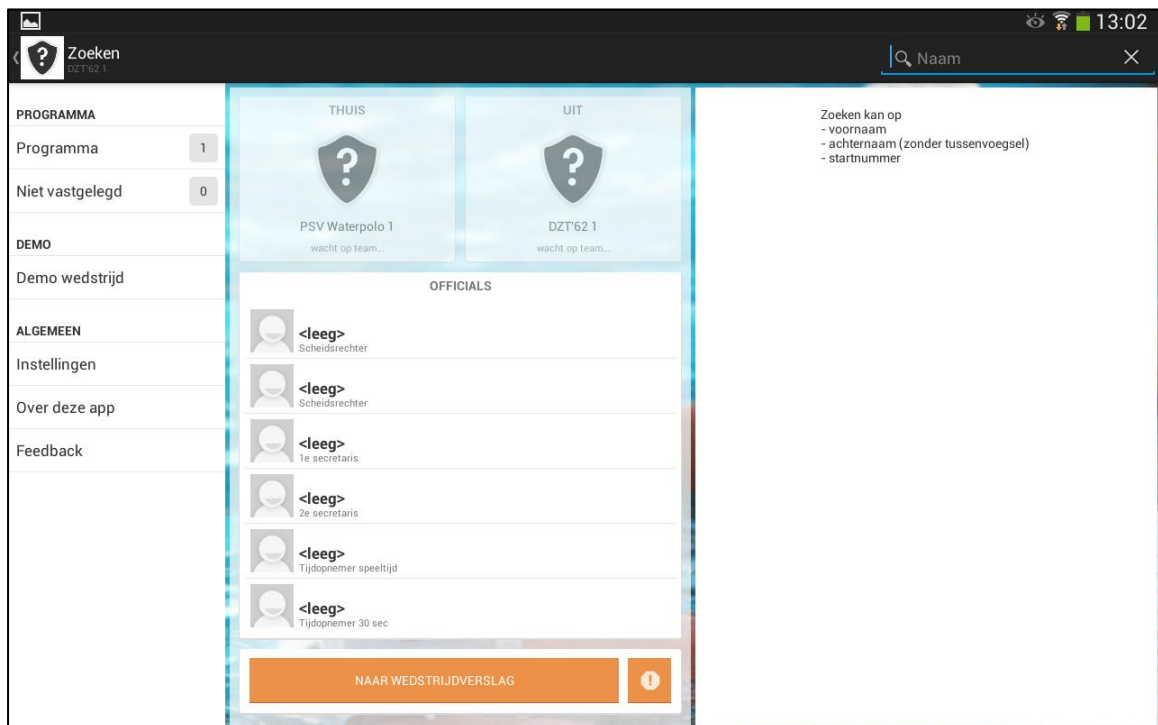 13:02
Zoeken
DZT'62 1
Naam
PROGRAMMA
Programma 1
Niet vastgelegd 0
DEMO
Demo wedstrijd
ALGEMEEN
Instellingen
Over deze app
Feedback
THUIS
PSV Waterpolo 1
wacht op team...
UIT
DZT'62 1
wacht op team...
OFFICIALS
<leeg>
Scheidsrechter
<leeg>
Scheidsrechter
<leeg>
1e secretaris
<leeg>
2e secretaris
<leeg>
Tijdopnemer speeltijd
<leeg>
Tijdopnemer 30 sec
NAAR WEDSTRIJDVERSLAG
Zoeken kan op
- voornaam
- achternaam (zonder tussenvoegsel)
- startnummer